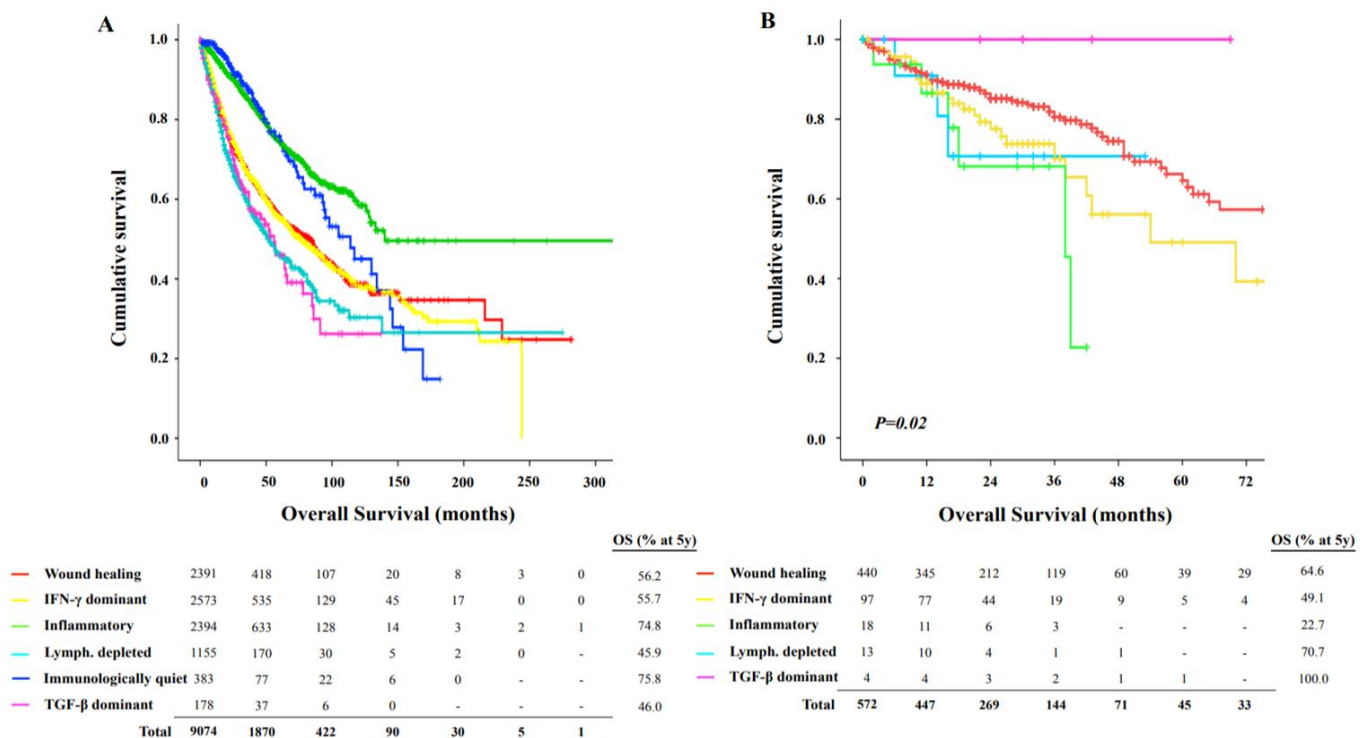 A
1.0
0.8
0.6
0.4
0.2
0.0
Cumulative survival
0 50 100 150 200 250 300
Overall Survival (months)
OS (% at 5y)
Wound healing 2391 418 107 20 8 3 0 56.2
IFN-γ dominant 2573 535 129 45 17 0 0 55.7
Inflammatory 2394 633 128 14 3 2 1 74.8
Lymph. depleted 1155 170 30 5 2 0 - 45.9
Immunologically quiet 383 77 22 6 0 - - 75.8
TGF-β dominant 178 37 6 0 - - - 46.0
Total 9074 1870 422 90 30 5 1
B
1.0
0.8
0.6
0.4
0.2
0.0
Cumulative survival
P=0.02
0 12 24 36 48 60 72
Overall Survival (months)
OS (% at 5y)
Wound healing 440 345 212 119 60 39 29 64.6
IFN-γ dominant 97 77 44 19 9 5 4 49.1
Inflammatory 18 11 6 3 - - - 22.7
Lymph. depleted 13 10 4 1 1 - - 70.7
TGF-β dominant 4 4 3 2 1 1 - 100.0
Total 572 447 269 144 71 45 33